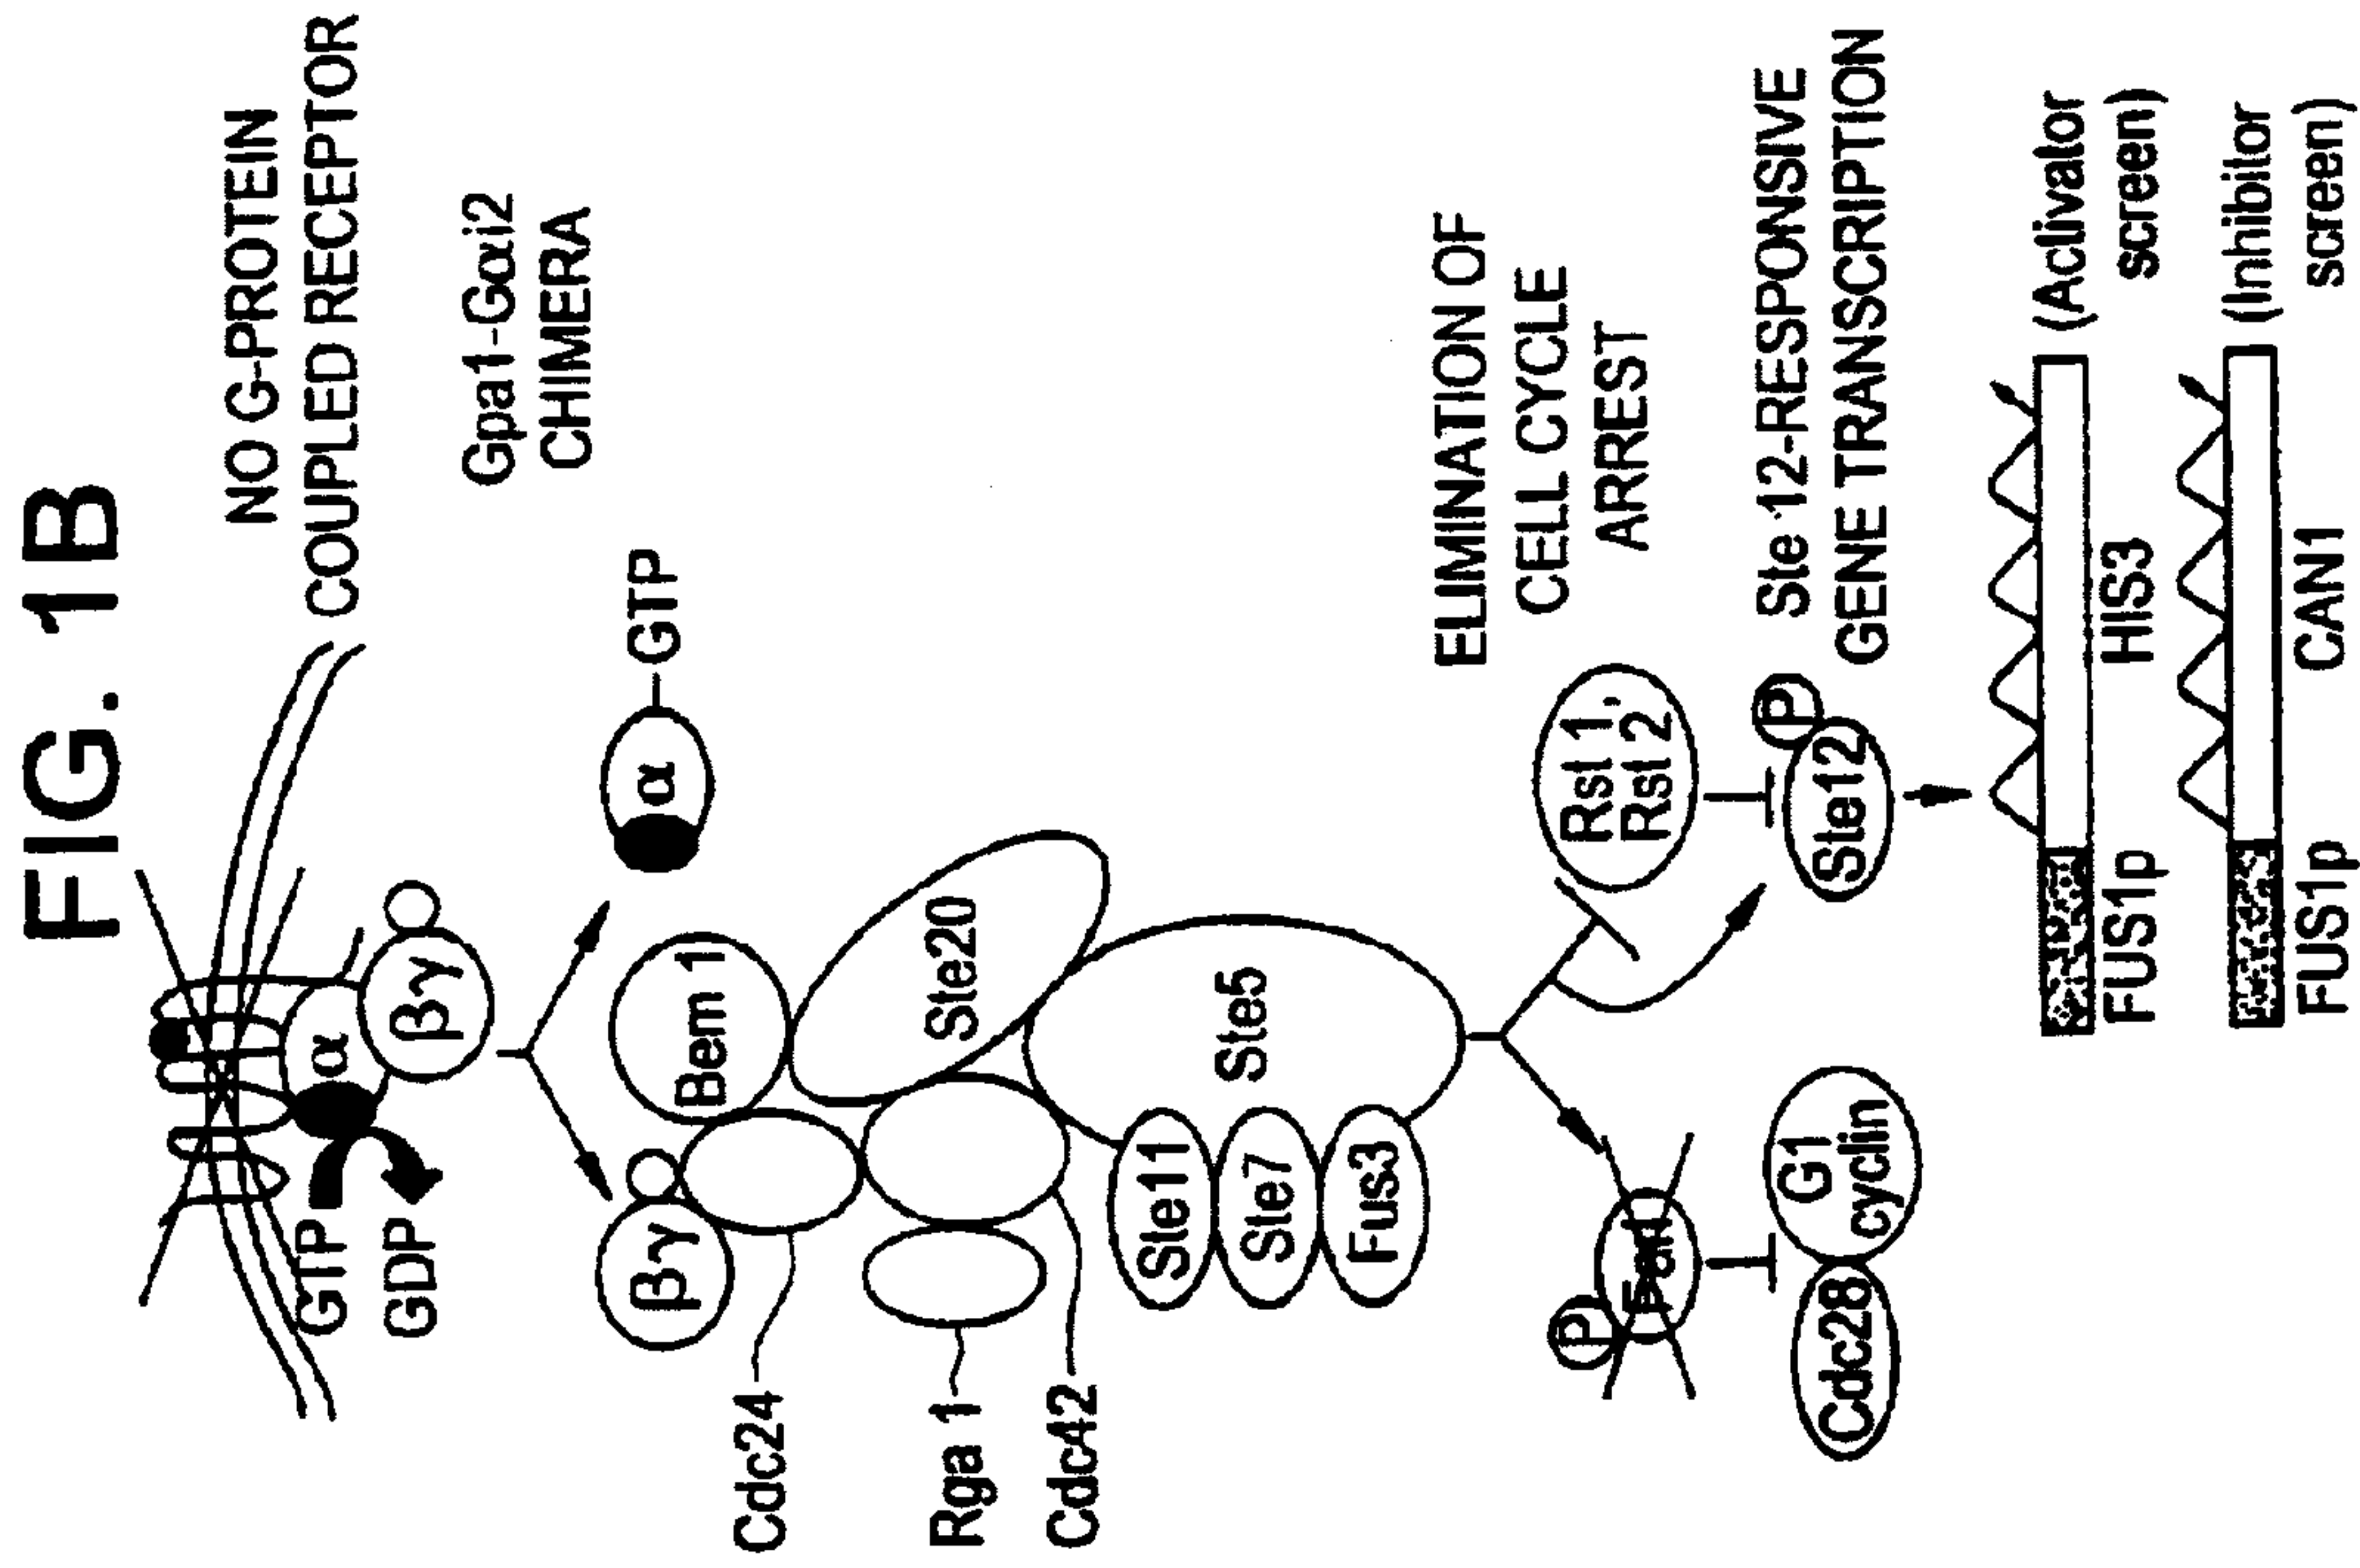 FIG. 1B
NO G-PROTEIN
COUPLED RECEPTOR
GTP
α
GDP
βγ
Gpa1-Gαi2
CHIMERA
βγ
α
GTP
Bem 1
Cdc24
Ste20
Rga 1
Cdc42
Ste5
Ste11
Ste7
Fus3
ELIMINATION OF
CELL CYCLE
ARREST
P
Rst 1,
Rst 2
P
Ste 12-RESPONSIVE
GENE TRANSCRIPTION
Ste12
Cdc28
G1
cyclin
(Activator
screen)
FUS1p
HIS3
(Inhibitor
screen)
FUS1p
CAN1